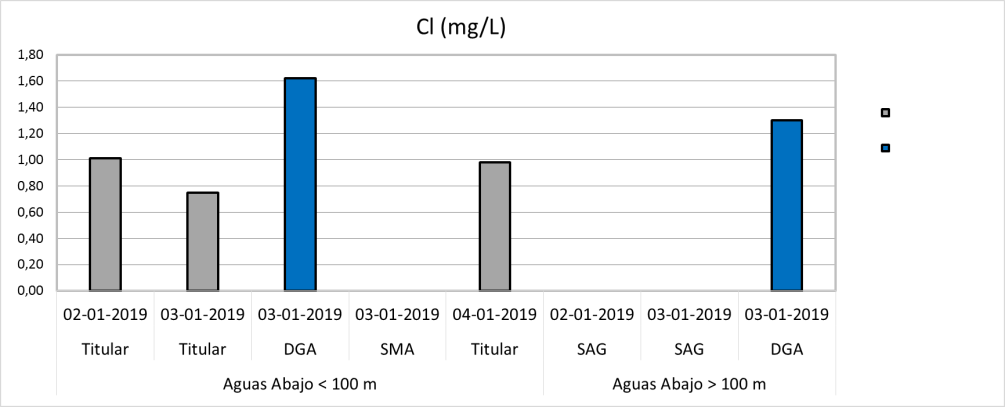 Cl (mg/L)
1,80
1,60
1,40
1,20
1,00
0,80
0,60
0,40
0,20
0,00
02-01-2019 03-01-2019 03-01-2019 03-01-2019 04-01-2019 02-01-2019 03-01-2019 03-01-2019
Titular Titular DGA SMA Titular SAG SAG DGA
Aguas Abajo < 100 m Aguas Abajo > 100 m